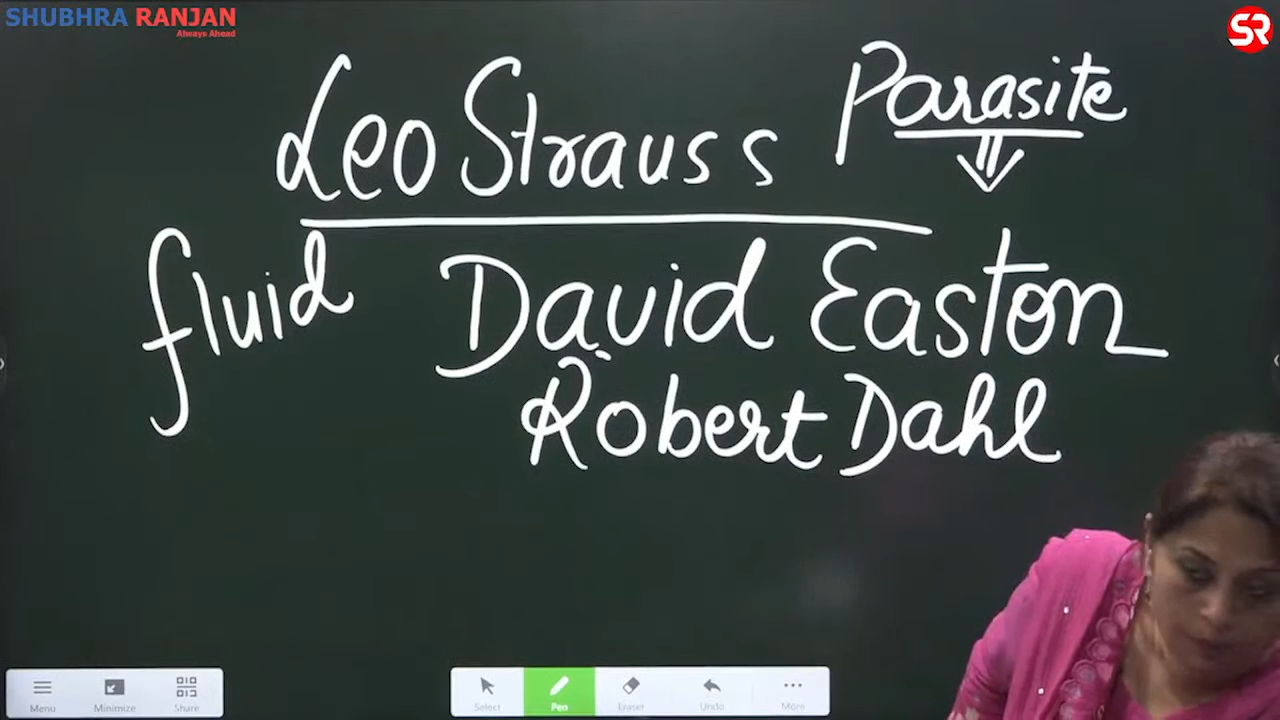 SHUBHRA RANJAN
Always Ahead
SR
Leo Strauss
Parasite
fluid
David Easton
Robert Dahl
Menu
Minimize
Share
Select
Pen
Eraser
Undo
More